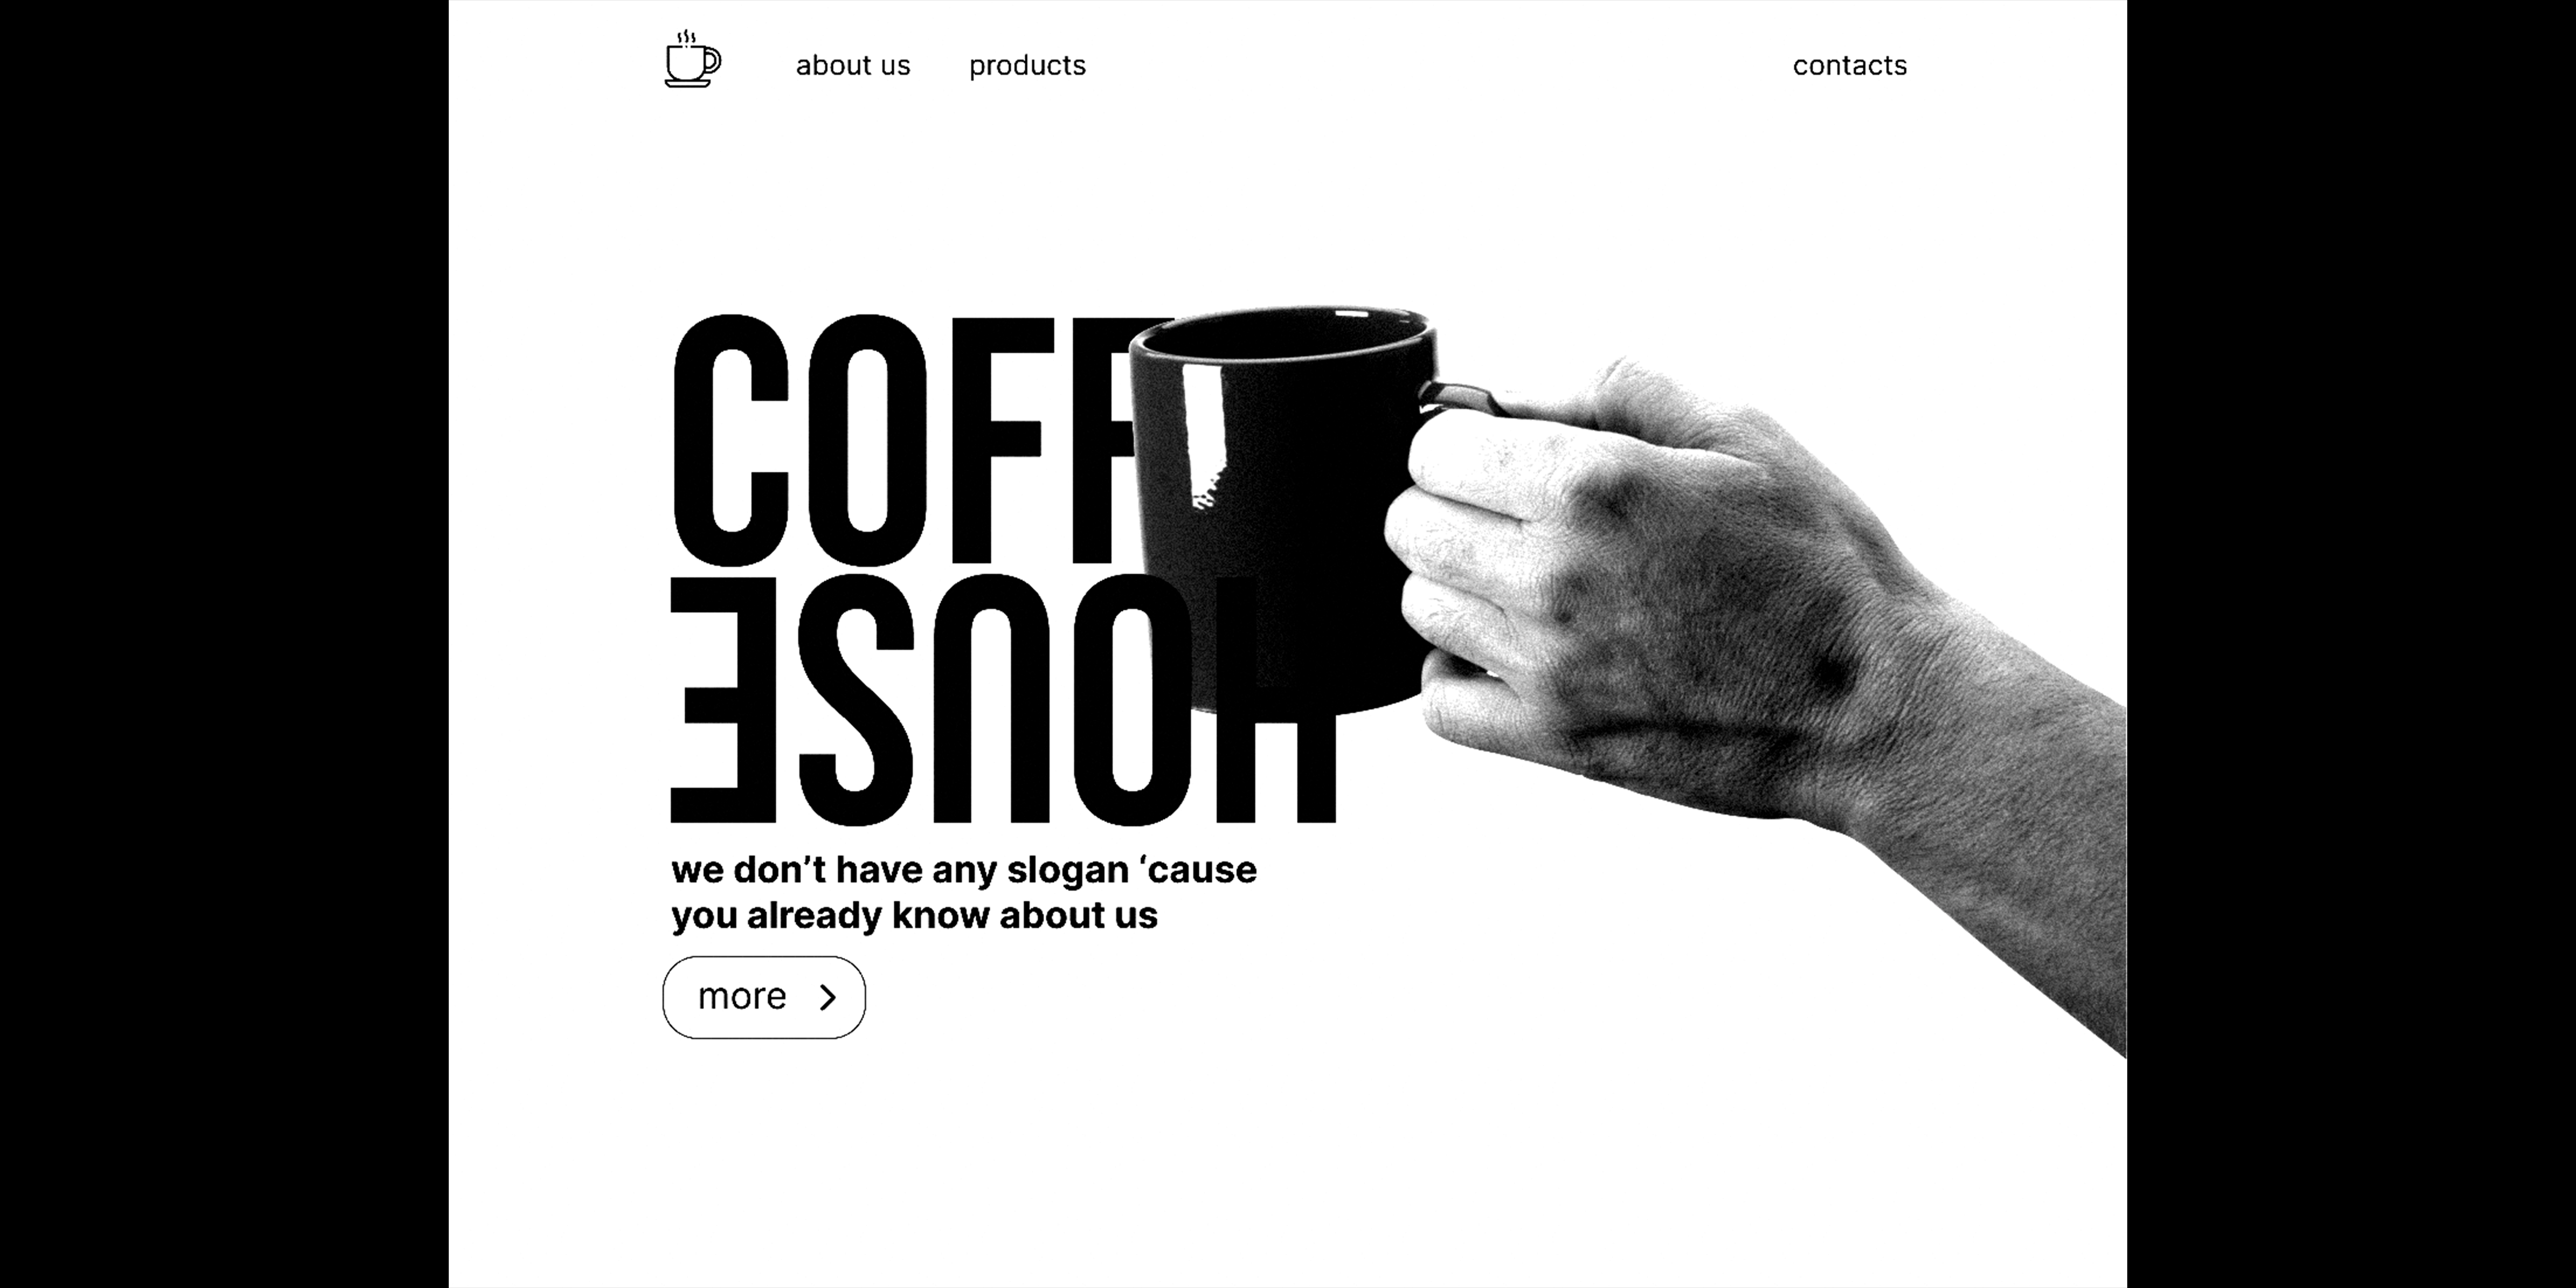 about us products contacts
COFF
HOUSE
we don’t have any slogan ‘cause
you already know about us
more >